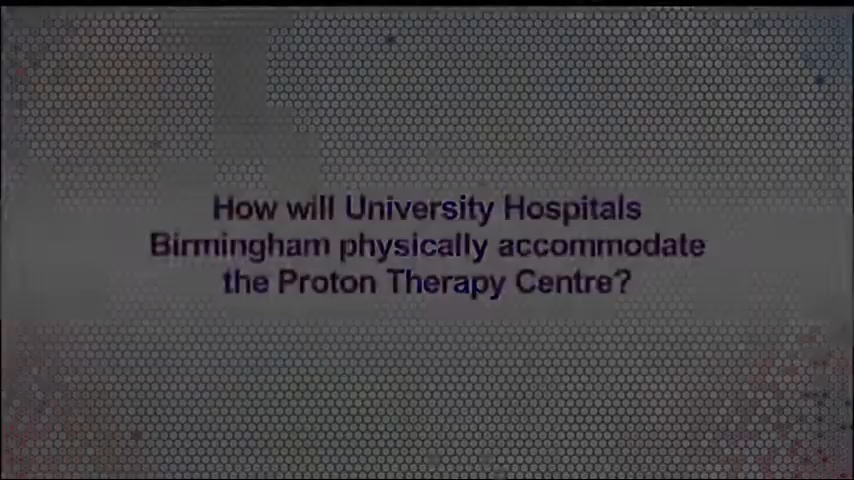 How will University Hospitals
Birmingham physically accommodate
the Proton Therapy Centre?